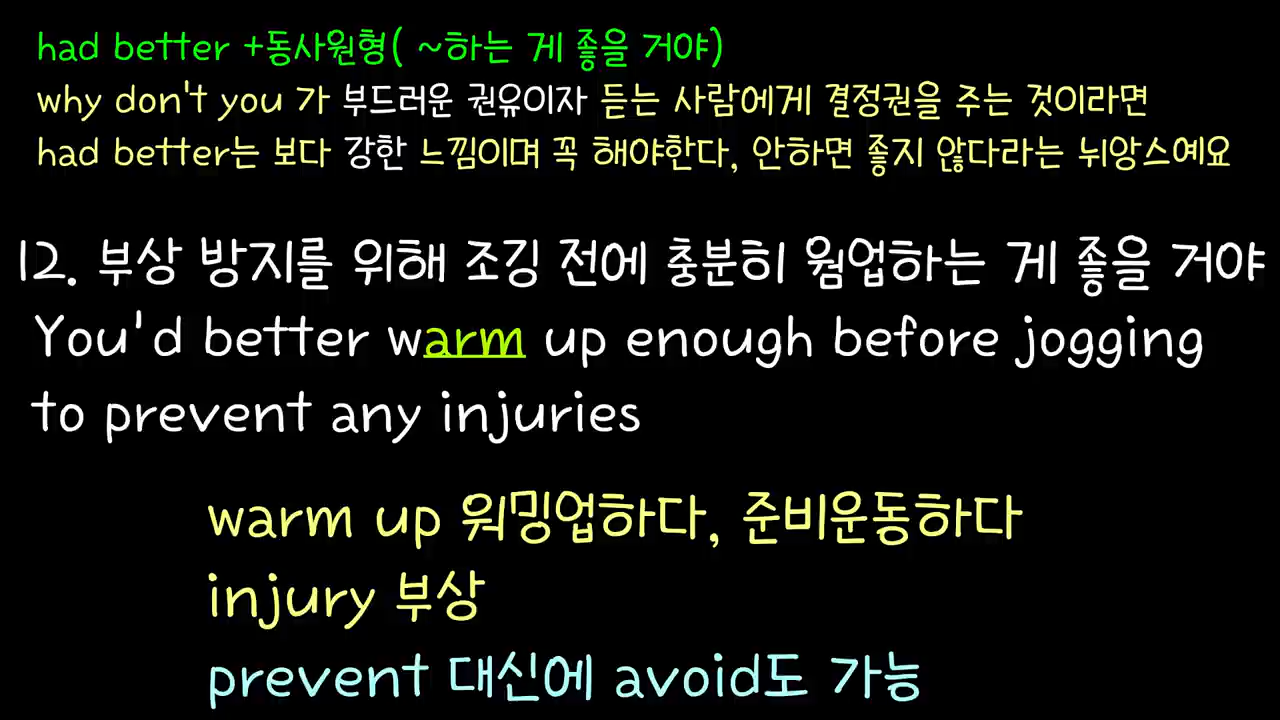 had better +동사원형( ~하는 게 좋을 거야)
why don't you 가 부드러운 권유이자 듣는 사람에게 결정권을 주는 것이라면
had better는 보다 강한 느낌이며 꼭 해야한다, 안하면 좋지 않다라는 뉘앙스예요
12. 부상 방지를 위해 조깅 전에 충분히 웜업하는 게 좋을 거야
You'd better warm up enough before jogging
to prevent any injuries
warm up 워밍업하다, 준비운동하다
injury 부상
prevent 대신에 avoid도 가능